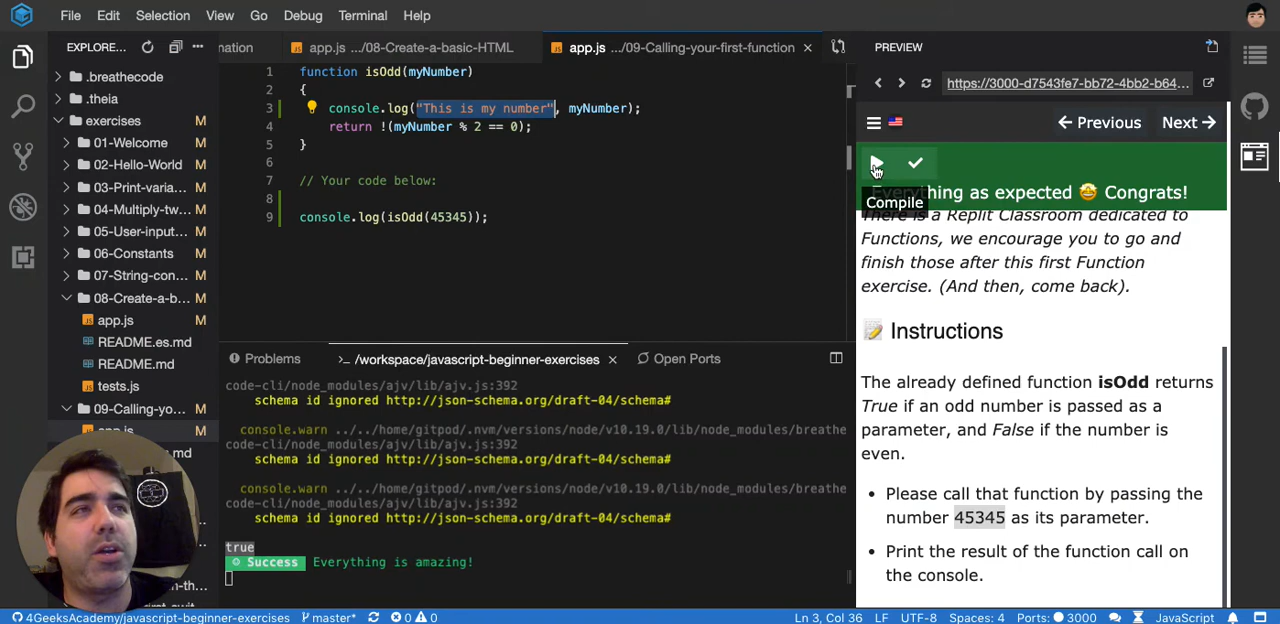 File Edit Selection View Go Debug Terminal Help
EXPLORE...
nation
app.js .../08-Create-a-basic-HTML
app.js .../09-Calling-your-first-function
PREVIEW
https://3000-d7543fe7-bb72-4bb2-b64...
.breathecode
.theia
exercises
01-Welcome M
02-Hello-World M
03-Print-varia... M
04-Multiply-tw... M
05-User-input... M
06-Constants M
07-String-con... M
08-Create-a-b... M
app.js M
README.es.md M
README.md M
tests.js M
09-Calling-yo... M
app.js M
1 function isOdd(myNumber)
2 {
3 console.log("This is my number", myNumber);
4 return !(myNumber % 2 == 0);
5 }
6
7 // Your code below:
8
9 console.log(isOdd(45345));
Problems >_ /workspace/javascript-beginner-exercises Open Ports
code-cli/node_modules/ajv/lib/ajv.js:392
schema id ignored http://json-schema.org/draft-04/schema#
console.warn ../../home/gitpod/.nvm/versions/node/v10.19.0/lib/node_modules/breathe
code-cli/node_modules/ajv/lib/ajv.js:392
schema id ignored http://json-schema.org/draft-04/schema#
console.warn ../../home/gitpod/.nvm/versions/node/v10.19.0/lib/node_modules/breathe
code-cli/node_modules/ajv/lib/ajv.js:392
schema id ignored http://json-schema.org/draft-04/schema#
true
Success Everything is amazing!
← Previous Next →
Everything as expected 🤩 Congrats!
Compile
There is a Replit Classroom dedicated to
Functions, we encourage you to go and
finish those after this first Function
exercise. (And then, come back).
📝 Instructions
The already defined function isOdd returns
True if an odd number is passed as a
parameter, and False if the number is
even.
• Please call that function by passing the
number 45345 as its parameter.
• Print the result of the function call on
the console.
4GeeksAcademy/javascript-beginner-exercises master* 0 0
Ln 3, Col 36 LF UTF-8 Spaces: 4 Ports: 3000 JavaScript